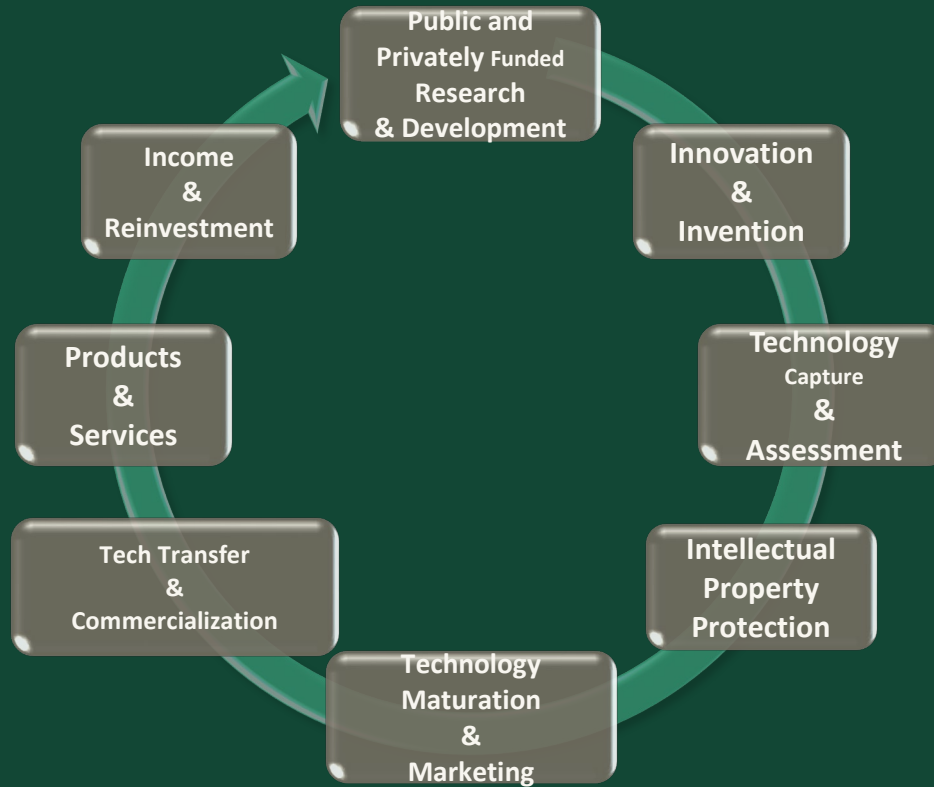 Public and
Privately Funded
Research
& Development
Innovation
&
Invention
Technology
Capture
&
Assessment
Intellectual
Property
Protection
Technology
Maturation
&
Marketing
Tech Transfer
&
Commercialization
Products
&
Services
Income
&
Reinvestment